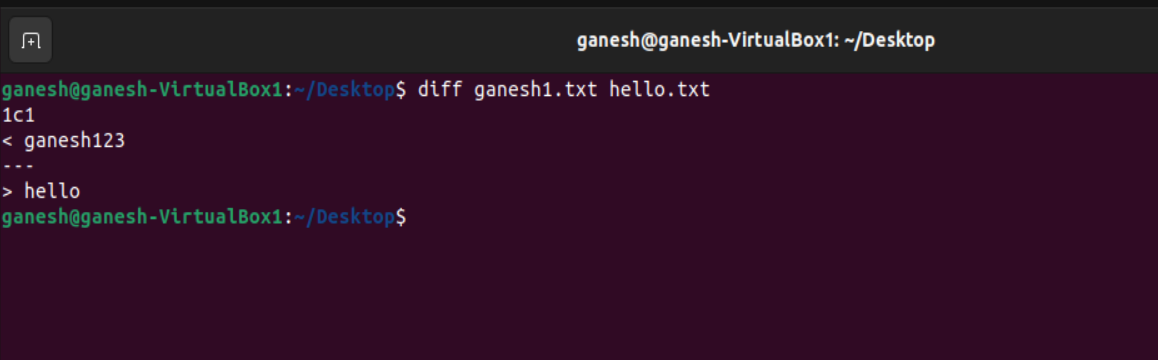 ganesh@ganesh-VirtualBox1: ~/Desktop
ganesh@ganesh-VirtualBox1:~/Desktop$ diff ganesh1.txt hello.txt
1c1
< ganesh123
---
> hello
ganesh@ganesh-VirtualBox1:~/Desktop$